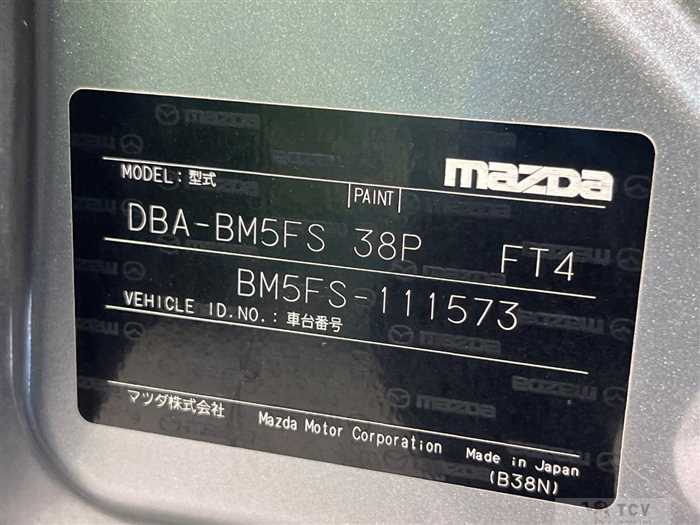 mazda
MODEL:型式
PAINT
DBA-BM5FS 38P FT4
BM5FS-111573
VEHICLE ID.NO.:車台番号
マツダ株式会社 Mazda Motor Corporation Made in Japan
(B38N)
TCV